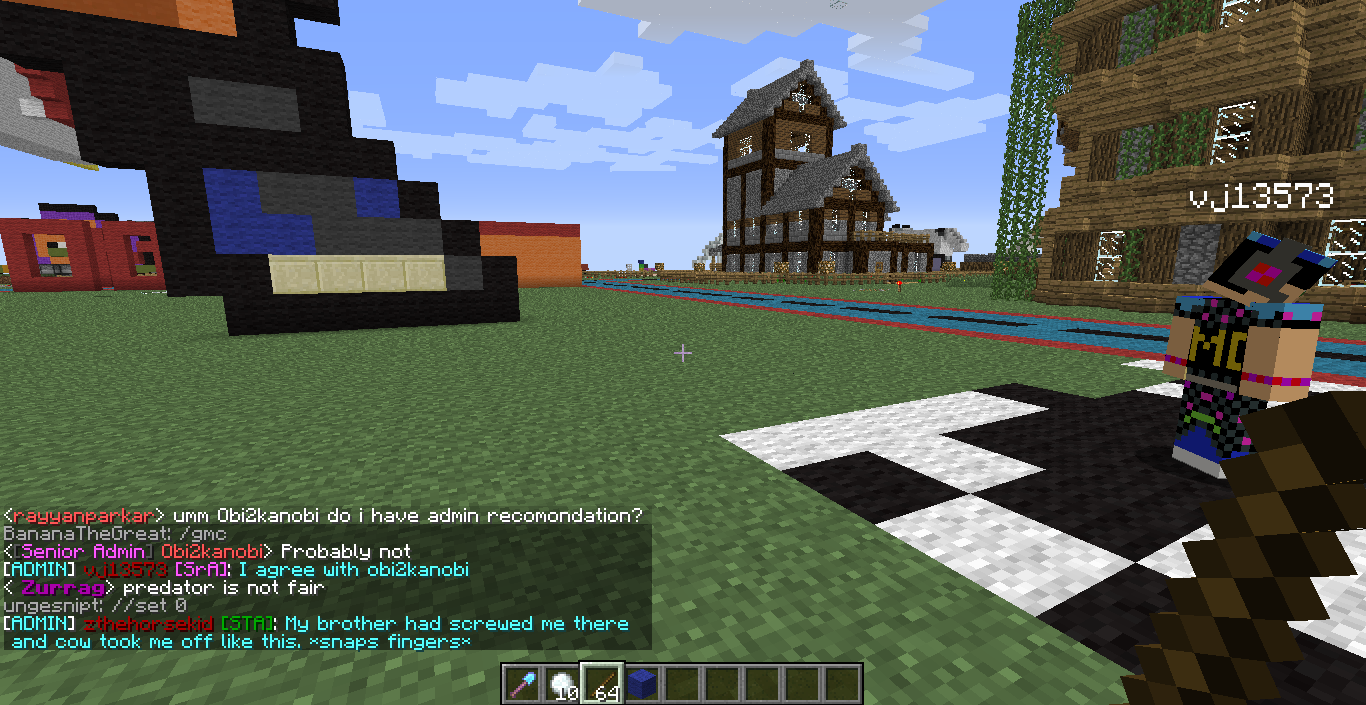 vj13573
MC
<rayyanparkar> umm Obi2kanobi do i have admin recomondation?
BananaTheGreat: /gmc
<[Senior Admin] Obi2kanobi> Probably not
[ADMIN] vj13573 [SrA]: I agree with obi2kanobi
< Zurrag> predator is not fair
ungesnipt: //set 0
[ADMIN] zthehorsekid [STA]: My brother had screwed me there
and cow took me off like this. *snaps fingers*
10 64